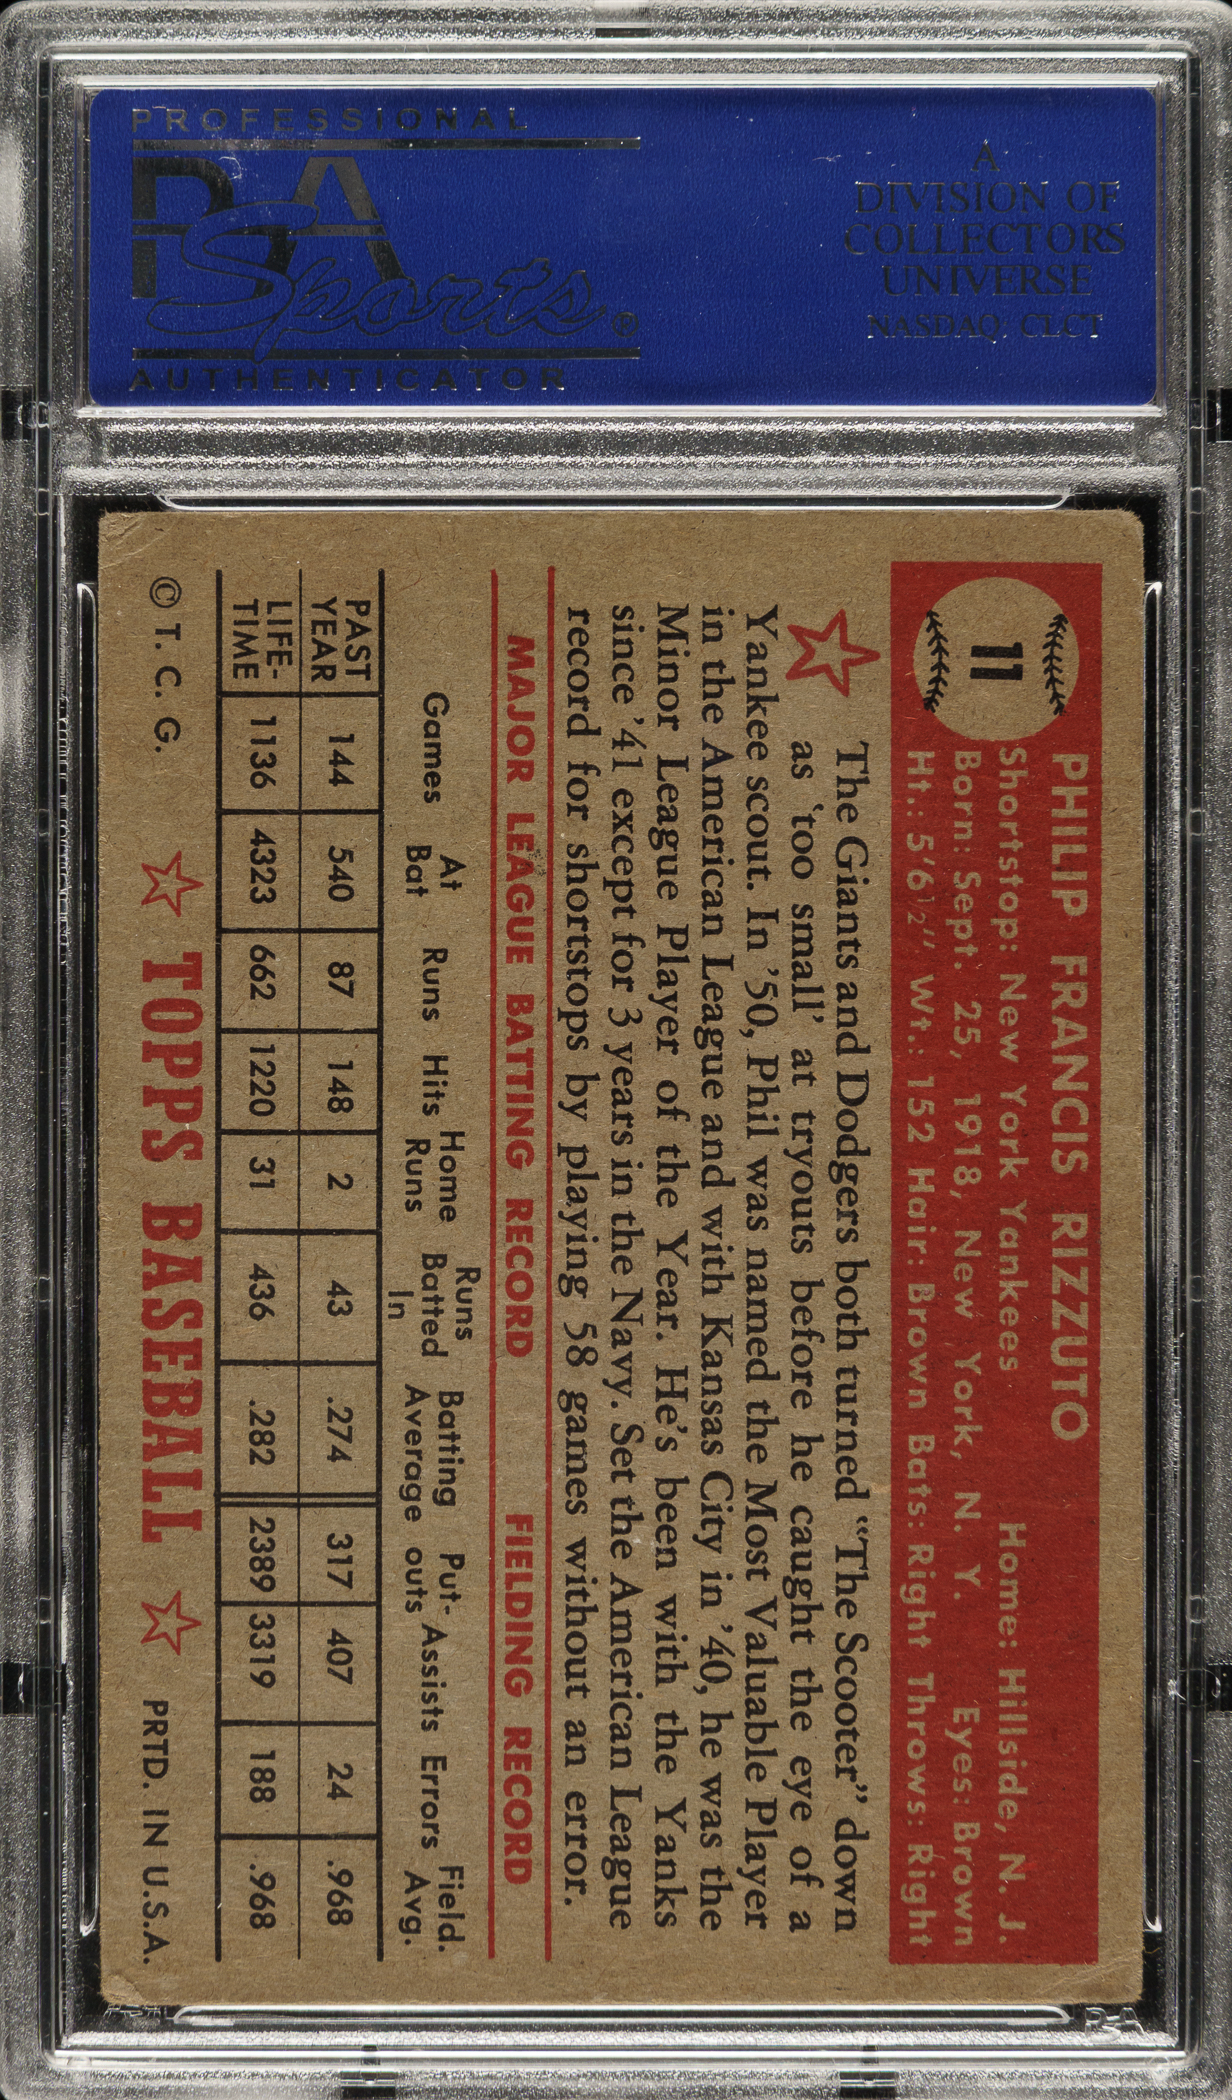 PROFESSIONAL
PSA
Sports ®
AUTHENTICATOR
A
DIVISION OF
COLLECTORS
UNIVERSE
NASDAQ: CLCT
11
PHILIP FRANCIS RIZZUTO
Shortstop: New York Yankees Home: Hillside, N. J.
Born: Sept. 25, 1918, New York, N. Y. Eyes: Brown
Ht.: 5'6½" Wt.: 152 Hair: Brown Bats: Right Throws: Right
The Giants and Dodgers both turned “The Scooter” down
as ‘too small’ at tryouts before he caught the eye of a
Yankee scout. In ’50, Phil was named the Most Valuable Player
in the American League and with Kansas City in ’40, he was the
Minor League Player of the Year. He’s been with the Yanks
since ’41 except for 3 years in the Navy. Set the American League
record for shortstops by playing 58 games without an error.
MAJOR LEAGUE BATTING RECORD FIELDING RECORD
Games At Bat Runs Hits Home Runs Runs Batted In Batting Average Put-outs Assists Errors Field. Avg.
PAST YEAR 144 540 87 148 2 43 .274 317 407 24 .968
LIFE-TIME 1136 4323 662 1220 31 436 .282 2389 3319 188 .968
© T. C. G. TOPPS BASEBALL PRTD. IN U.S.A.
PSA